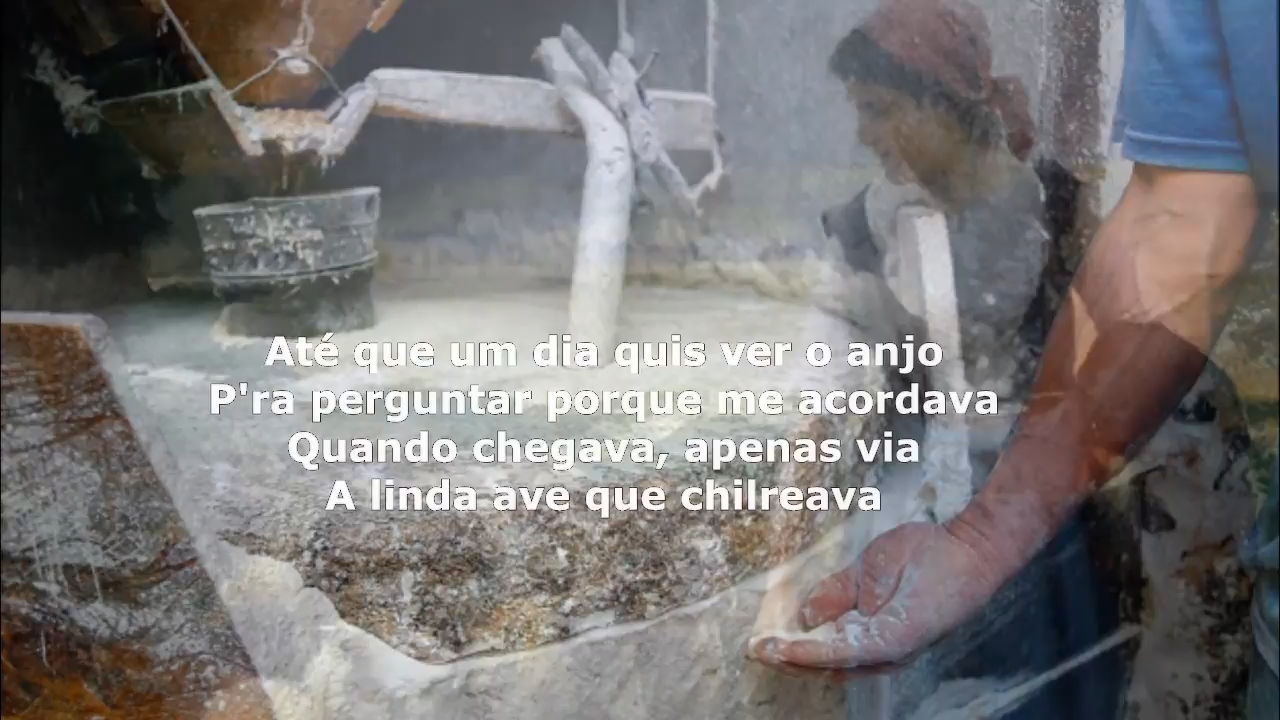 Até que um dia quis ver o anjo
P'ra perguntar porque me acordava
Quando chegava, apenas via
A linda ave que chilreava